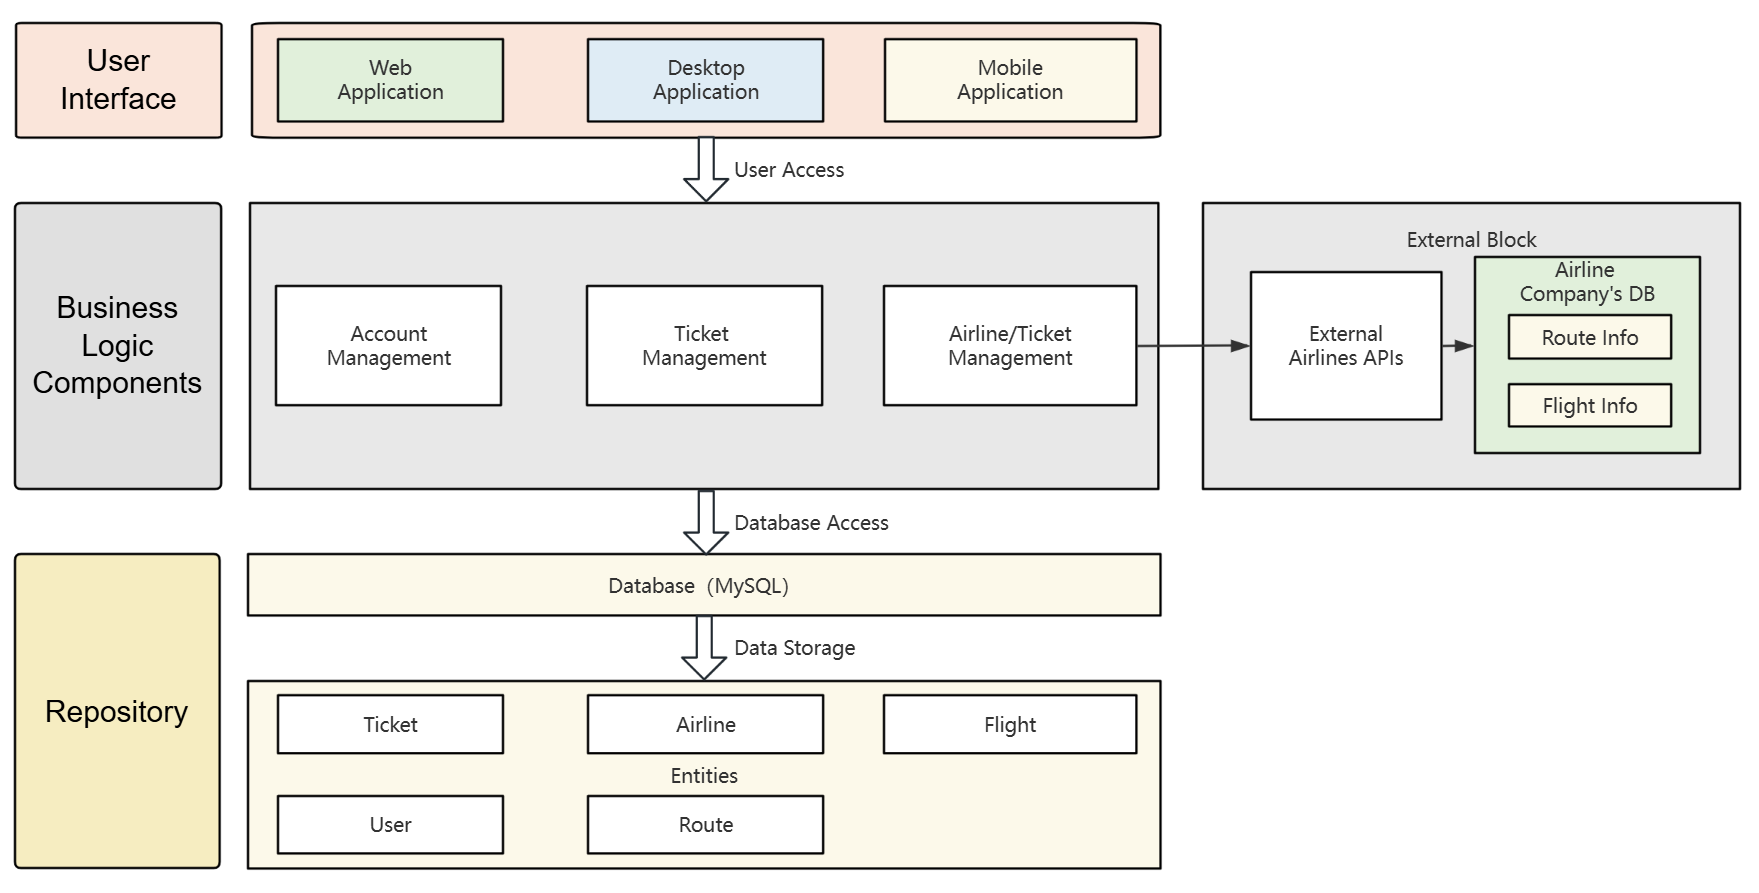 User
Interface
Web
Application
Desktop
Application
Mobile
Application
User Access
Business
Logic
Components
Account
Management
Ticket
Management
Airline/Ticket
Management
External Block
External
Airlines APIs
Airline
Company's DB
Route Info
Flight Info
Database Access
Repository
Database（MySQL）
Data Storage
Ticket
Airline
Flight
Entities
User
Route